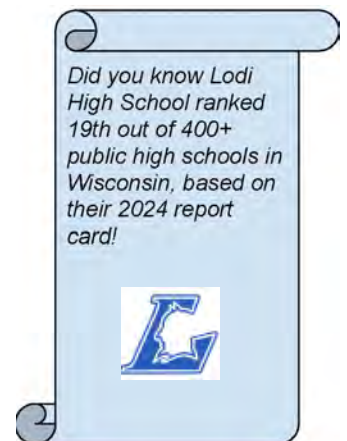 Did you know Lodi
High School ranked
19th out of 400+
public high schools in
Wisconsin, based on
their 2024 report
card!
L